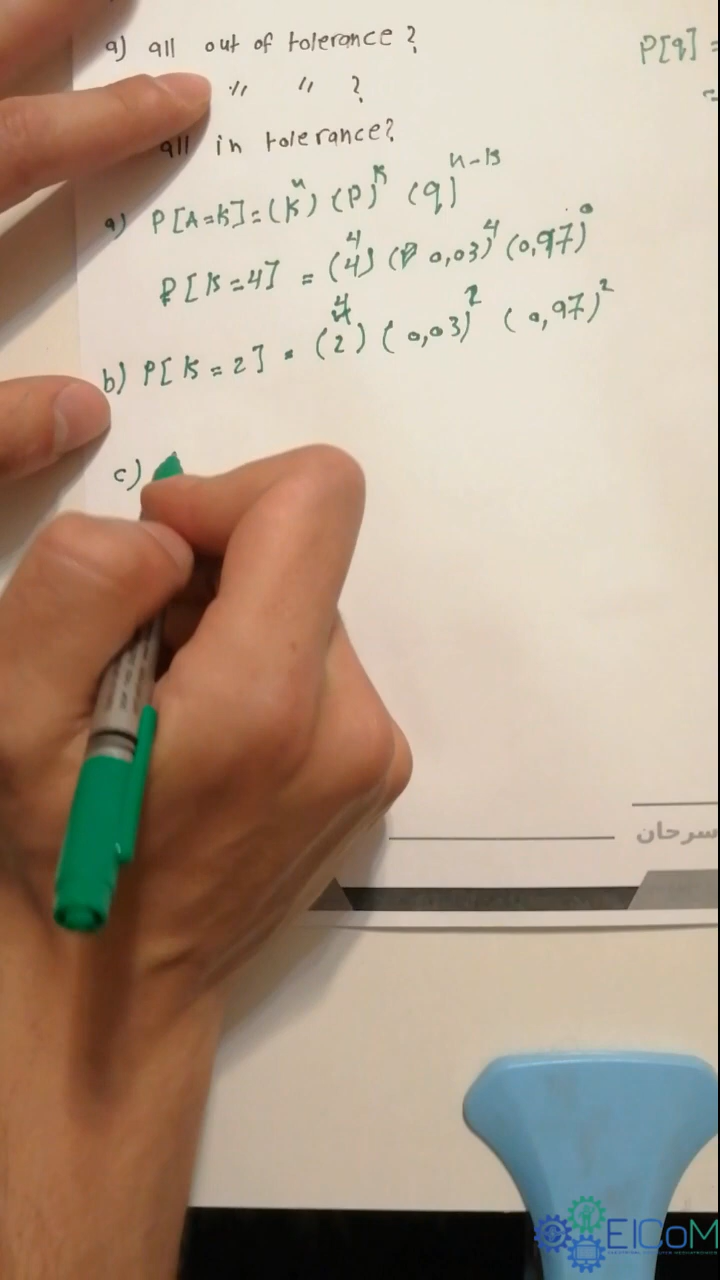 a) all out of tolerance?
P[q] =
=
" " ?
all in tolerance?
a) P[A=K] = (n K) (P)^K (q)^n-K
P[K=4] = (4 4) (0,03)^4 (0,97)^0
b) P[K=2] = (4 2) (0,03)^2 (0,97)^2
c)
سرحان
EICoM